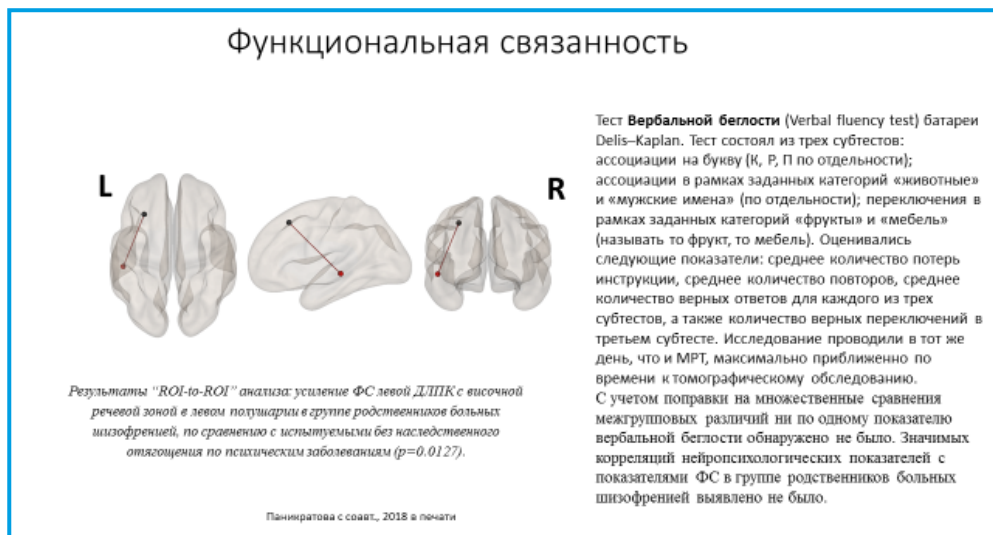 Функциональная связанность
L
R
Результаты “ROI-to-ROI” анализа: усиление ФС левой ДЛПК с височной
речевой зоной в левом полушарии в группе родственников больных
шизофренией, по сравнению с испытуемыми без наследственного
отягощения по психическим заболеваниям (p=0.0127).
Паникратова с соавт., 2018 в печати
Тест Вербальной беглости (Verbal fluency test) батареи
Delis–Kaplan. Тест состоял из трех субтестов:
ассоциации на букву (К, Р, П по отдельности);
ассоциации в рамках заданных категорий «животные»
и «мужские имена» (по отдельности); переключения в
рамках заданных категорий «фрукты» и «мебель»
(называть то фрукт, то мебель). Оценивались
следующие показатели: среднее количество потерь
инструкции, среднее количество повторов, среднее
количество верных ответов для каждого из трех
субтестов, а также количество верных переключений в
третьем субтесте. Исследование проводили в тот же
день, что и МРТ, максимально приближенно по
времени к томографическому обследованию.
С учетом поправки на множественные сравнения
межгрупповых различий ни по одному показателю
вербальной беглости обнаружено не было. Значимых
корреляций нейропсихологических показателей с
показателями ФС в группе родственников больных
шизофренией выявлено не было.